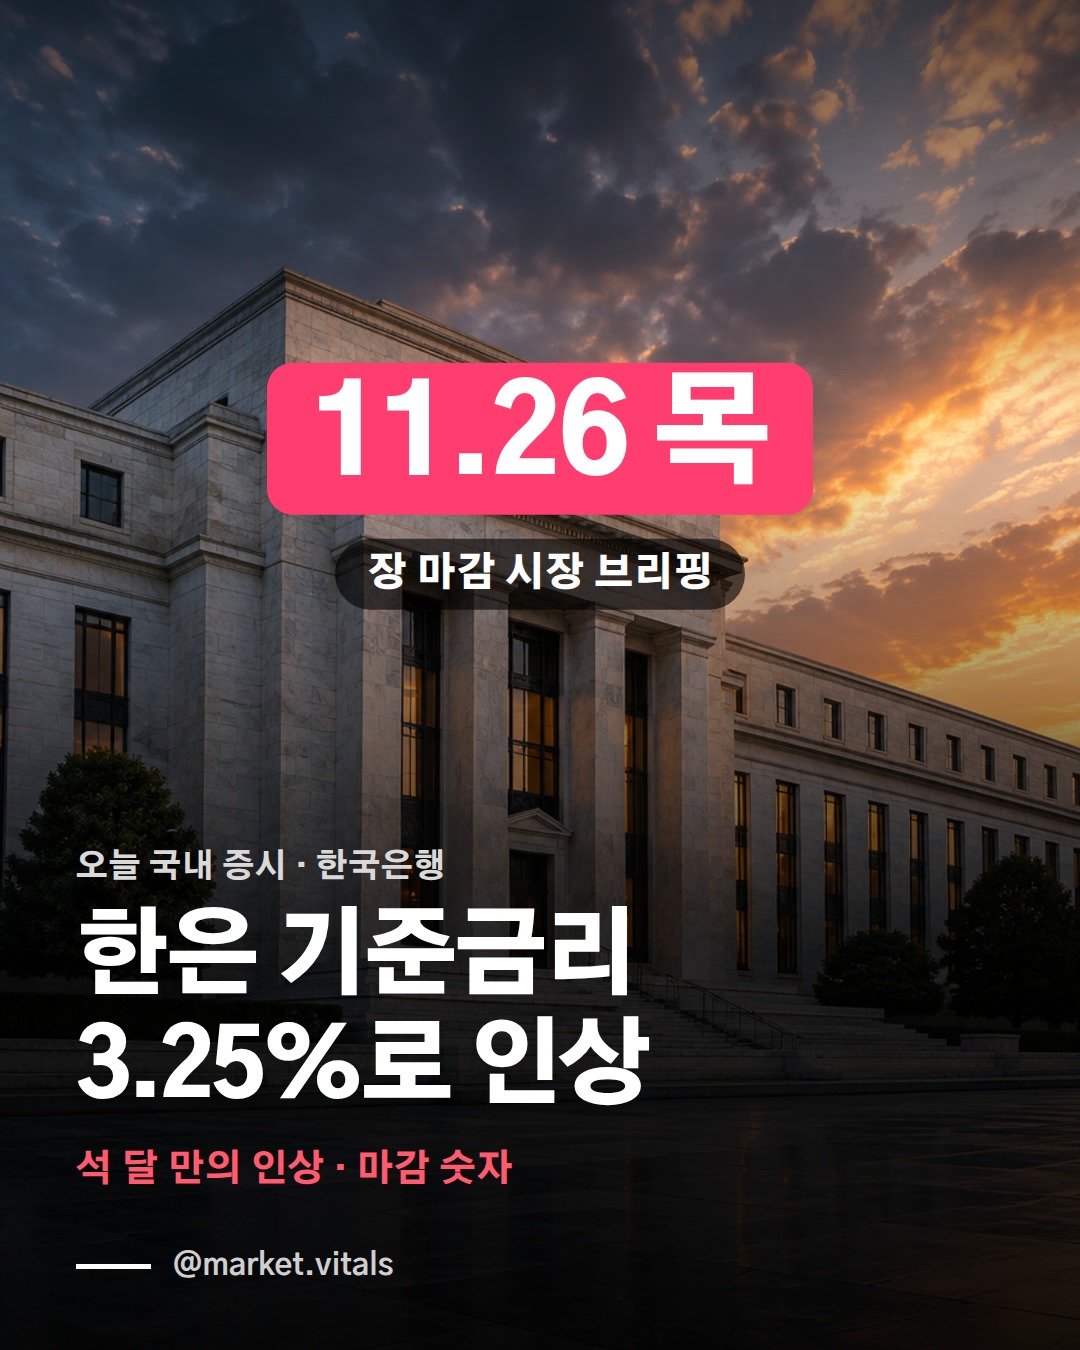 11.26 목
장 마감 시장 브리핑
오늘 국내 증시 · 한국은행
한은 기준금리
3.25%로 인상
석 달 만의 인상 · 마감 숫자
@market.vitals